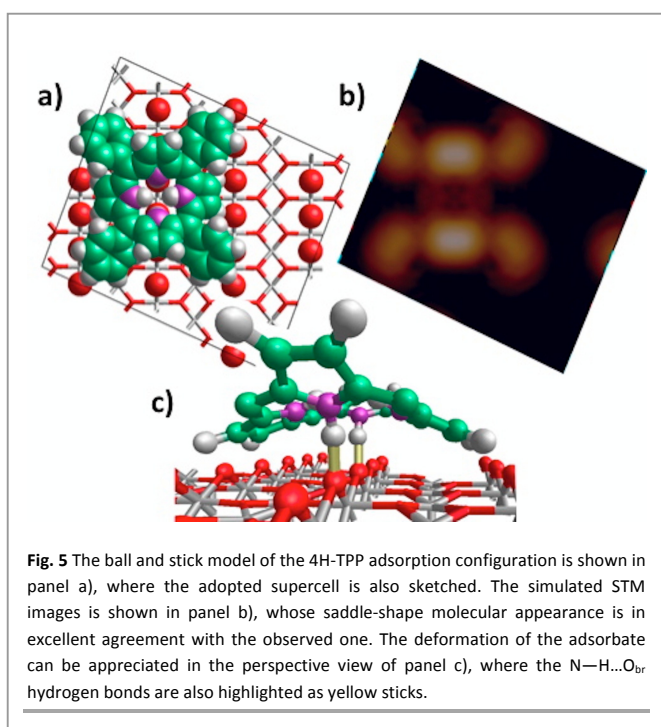 a)
b)
c)
Fig. 5 The ball and stick model of the 4H-TPP adsorption configuration is shown in
panel a), where the adopted supercell is also sketched. The simulated STM
images is shown in panel b), whose saddle-shape molecular appearance is in
excellent agreement with the observed one. The deformation of the adsorbate
can be appreciated in the perspective view of panel c), where the N—H...Obr
hydrogen bonds are also highlighted as yellow sticks.